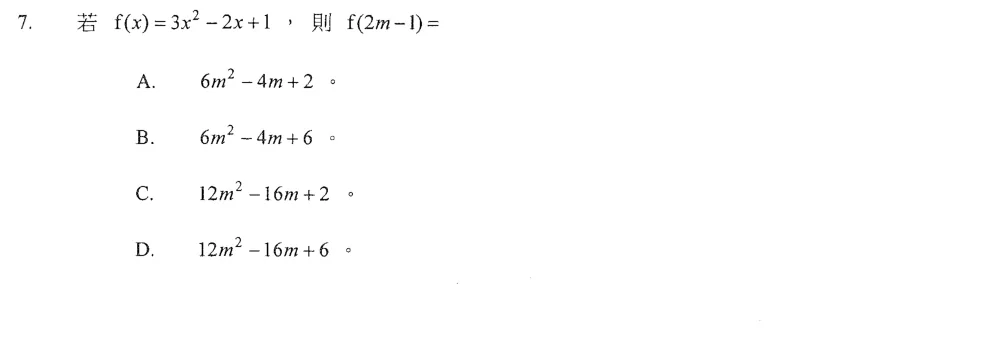 7. 若 f(x) = 3x² − 2x + 1 ， 則 f(2m − 1) =
A. 6m² − 4m + 2 。
B. 6m² − 4m + 6 。
C. 12m² − 16m + 2 。
D. 12m² − 16m + 6 。